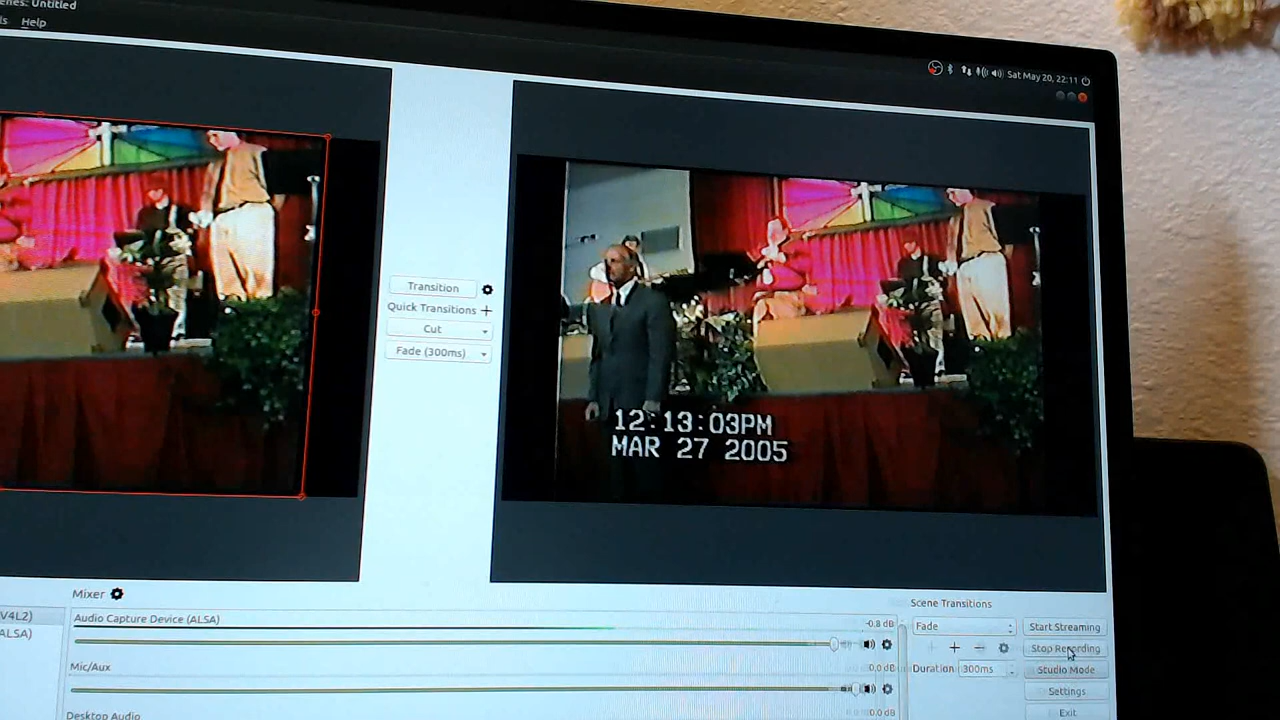 enes: Untitled
ls Help
Sat May 20, 22:11
Transition
Quick Transitions
Cut
Fade (300ms)
12:13:03PM
MAR 27 2005
Mixer
V4L2)
ALSA)
Audio Capture Device (ALSA)
-0.8 dB
Mic/Aux
0.0 dB
Desktop Audio
0.0 dB
Scene Transitions
Fade
Duration 300ms
Start Streaming
Stop Recording
Studio Mode
Settings
Exit